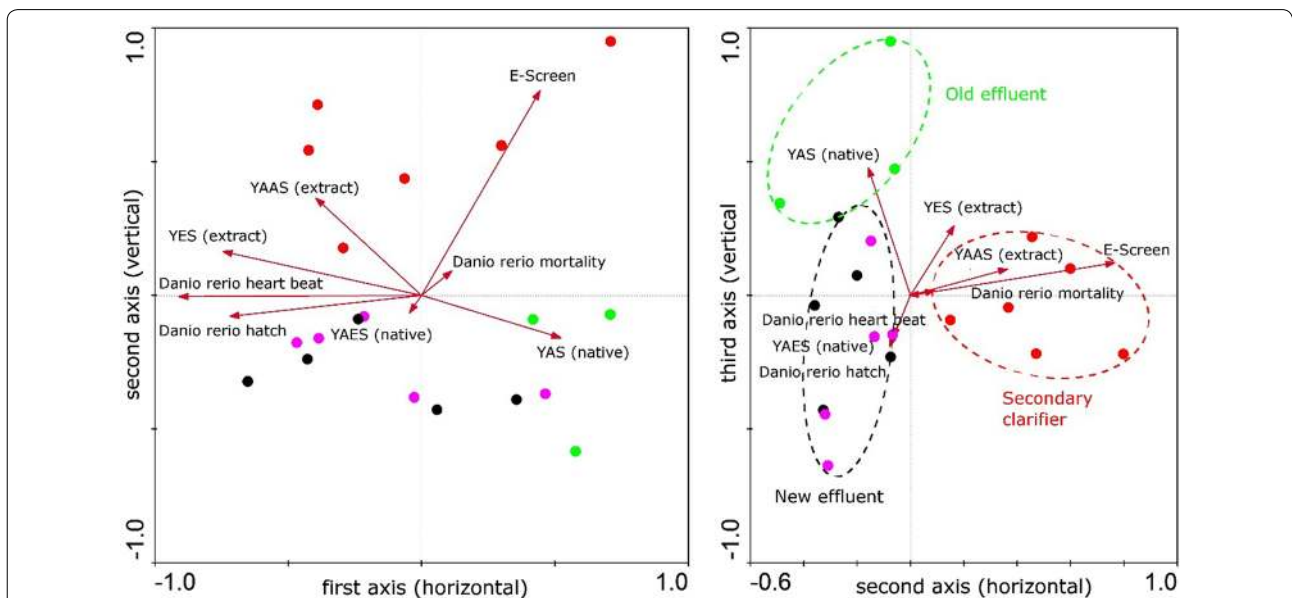 1.0
E-Screen
YAAS (extract)
YES (extract)
Danio rerio mortality
Danio rerio heart beat
Danio rerio hatch
YAES (native)
YAS (native)
second axis (vertical)
-1.0
-1.0
first axis (horizontal)
1.0
1.0
Old effluent
YAS (native)
YES (extract)
E-Screen
YAAS (extract)
Danio rerio mortality
Danio rerio heart beat
YAES (native)
Danio rerio hatch
Secondary
clarifier
New effluent
third axis (vertical)
-1.0
-0.6
second axis (horizontal)
1.0